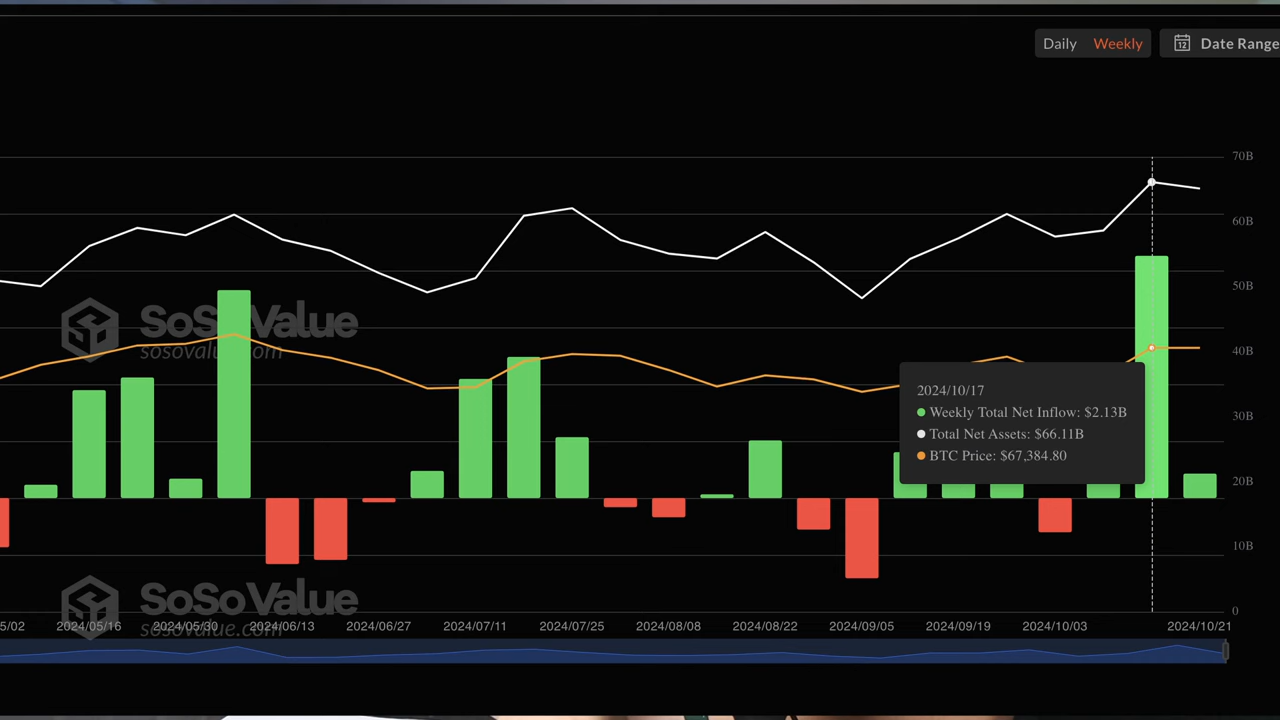 Daily Weekly 12 Date Range
70B
60B
50B
SoSoValue
sosovalue.com
40B
2024/10/17
Weekly Total Net Inflow: $2.13B
Total Net Assets: $66.11B
BTC Price: $67,384.80
30B
20B
10B
SoSoValue
sosovalue.com
0
5/02 2024/05/16 2024/05/30 2024/06/13 2024/06/27 2024/07/11 2024/07/25 2024/08/08 2024/08/22 2024/09/05 2024/09/19 2024/10/03 2024/10/21